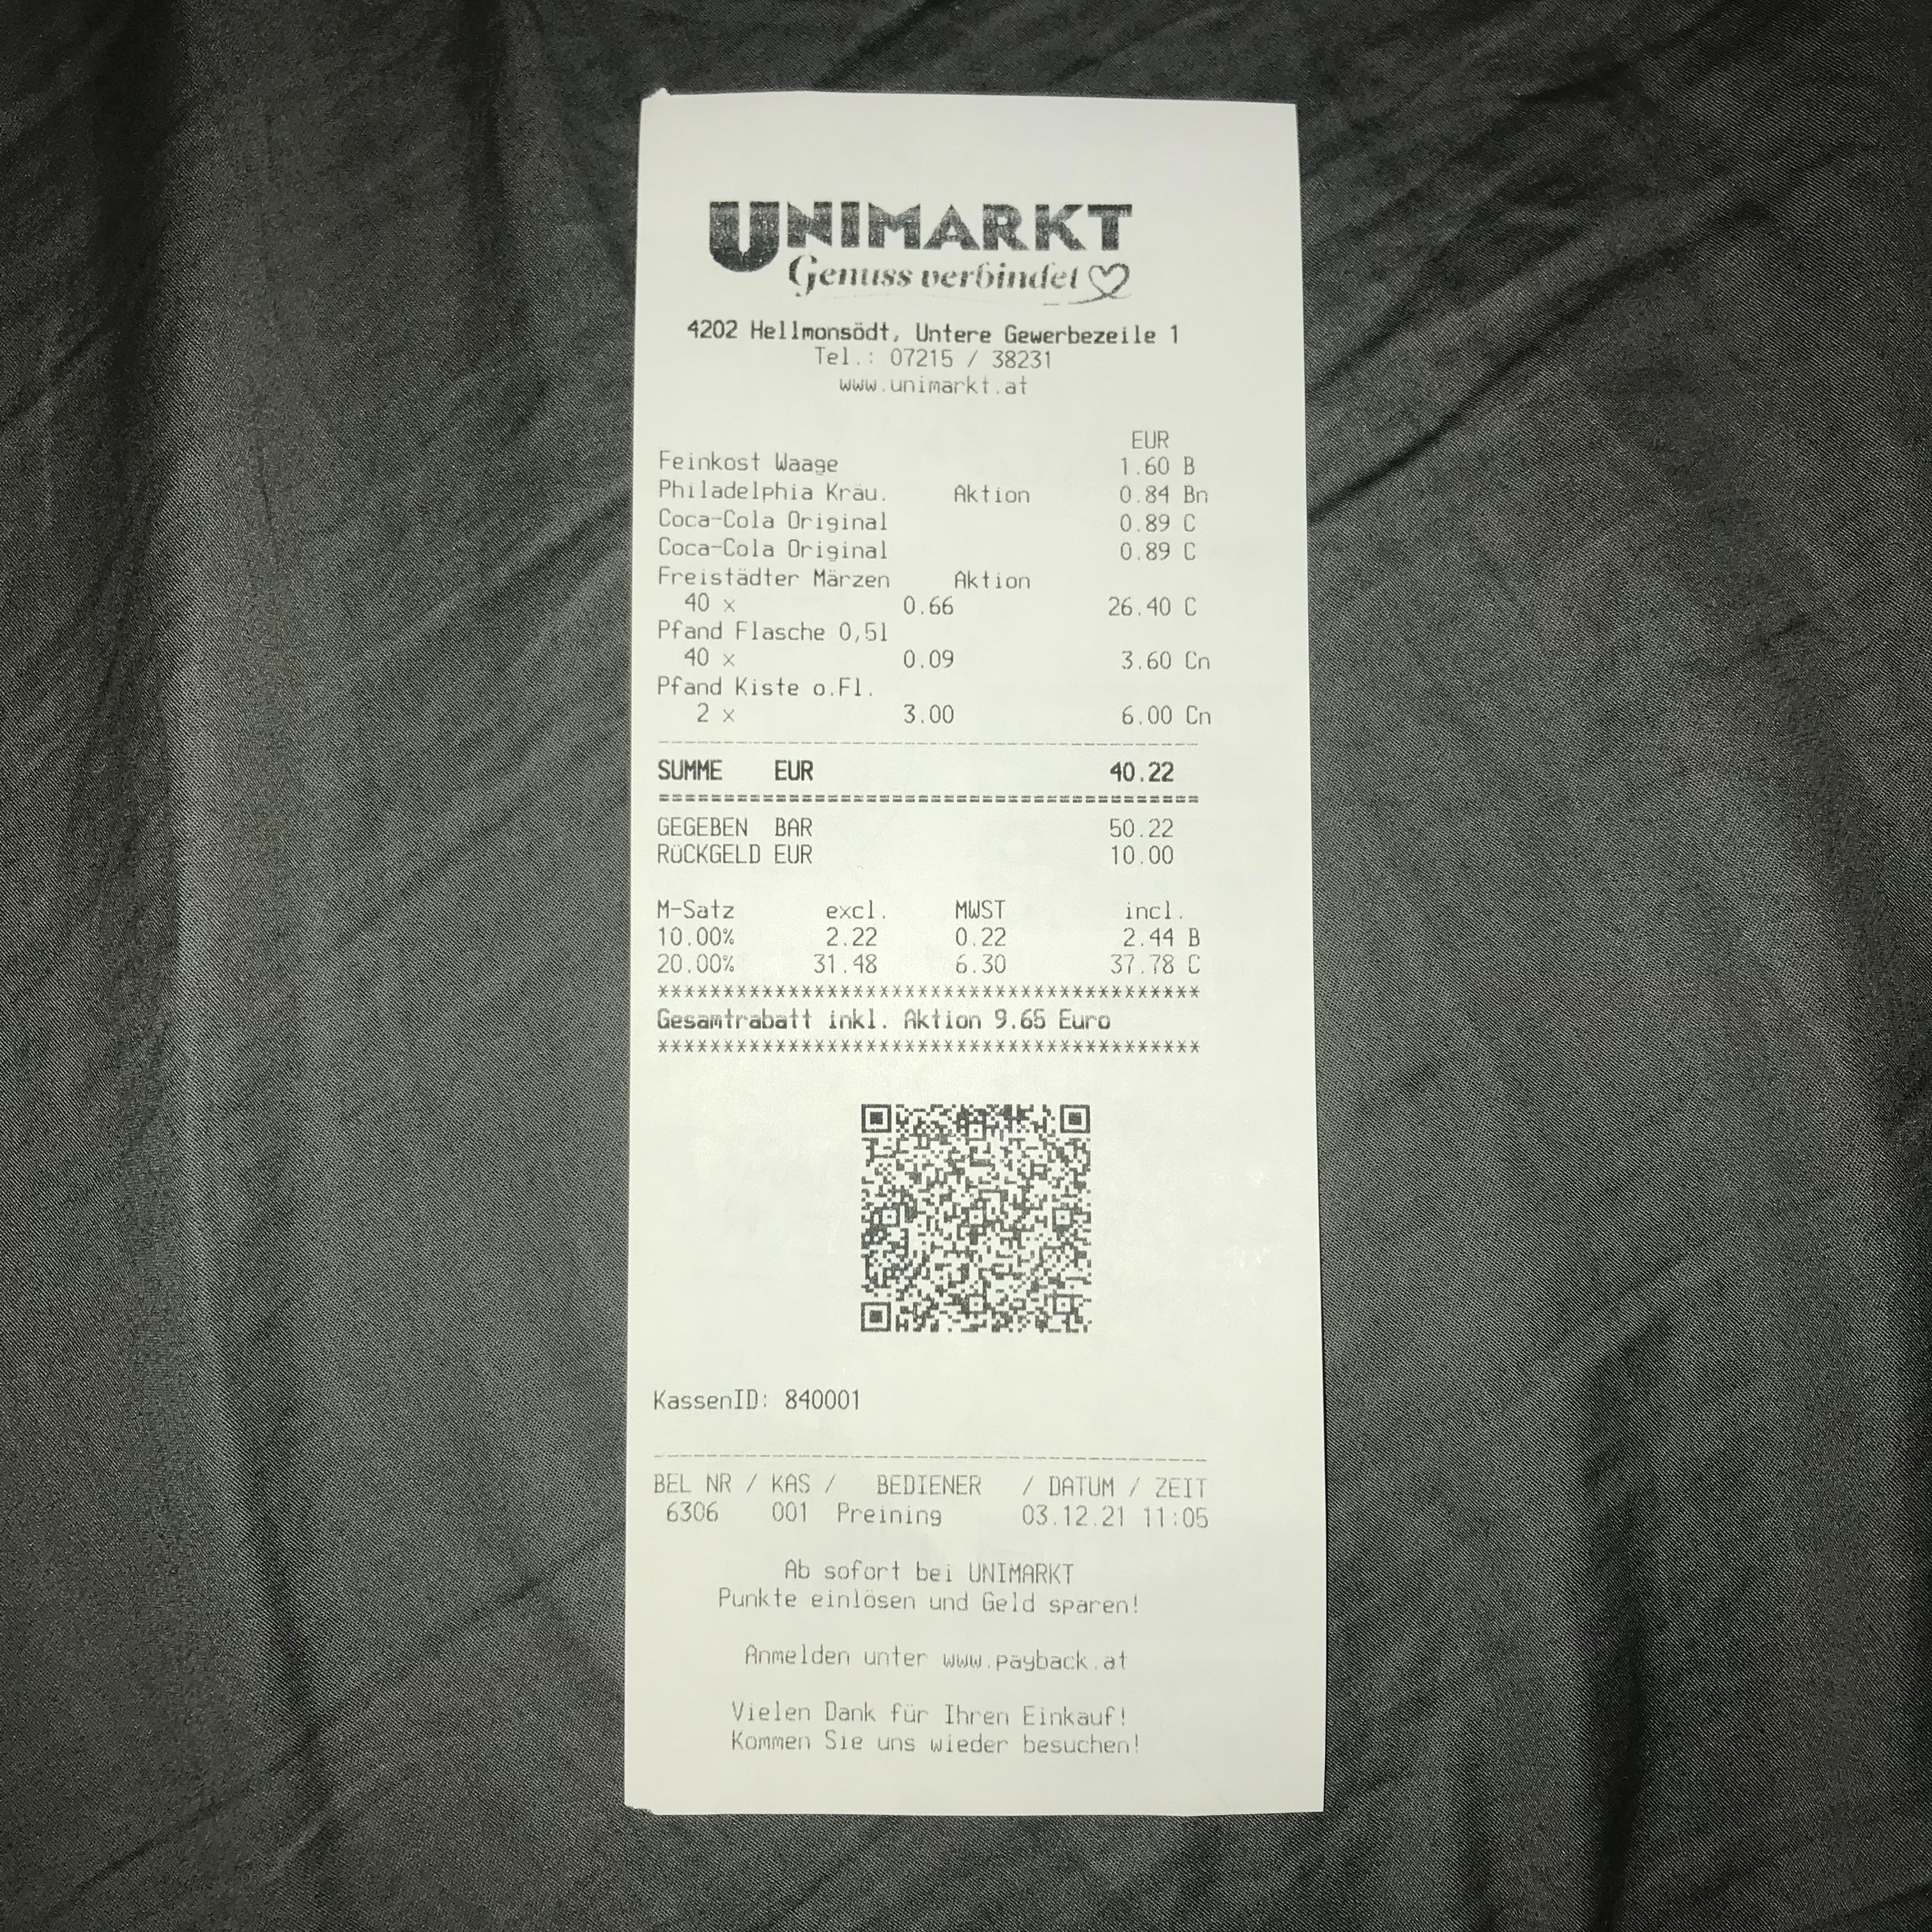 UNIMARKT
Genuss verbindet
4202 Hellmonsödt, Untere Gewerbezeile 1
Tel.: 07215 / 38231
www.unimarkt.at
EUR
Feinkost Waage 1.60 B
Philadelphia Kräu. Aktion 0.84 Bn
Coca-Cola Original 0.89 C
Coca-Cola Original 0.89 C
Freistädter Märzen Aktion
40 x 0.66 26.40 C
Pfand Flasche 0,5l
40 x 0.09 3.60 Cn
Pfand Kiste o.Fl.
2 x 3.00 6.00 Cn
------------------------------------------
SUMME EUR 40.22
==========================================
GEGEBEN BAR 50.22
RüCKGELD EUR 10.00
M-Satz excl. MWST incl.
10.00% 2.22 0.22 2.44 B
20.00% 31.48 6.30 37.78 C
******************************************
Gesamtrabatt inkl. Aktion 9.65 Euro
******************************************
KassenID: 840001
------------------------------------------
BEL NR / KAS / BEDIENER / DATUM / ZEIT
6306 001 Preining 03.12.21 11:05
Ab sofort bei UNIMARKT
Punkte einlösen und Geld sparen!
Anmelden unter www.payback.at
Vielen Dank für Ihren Einkauf!
Kommen Sie uns wieder besuchen!